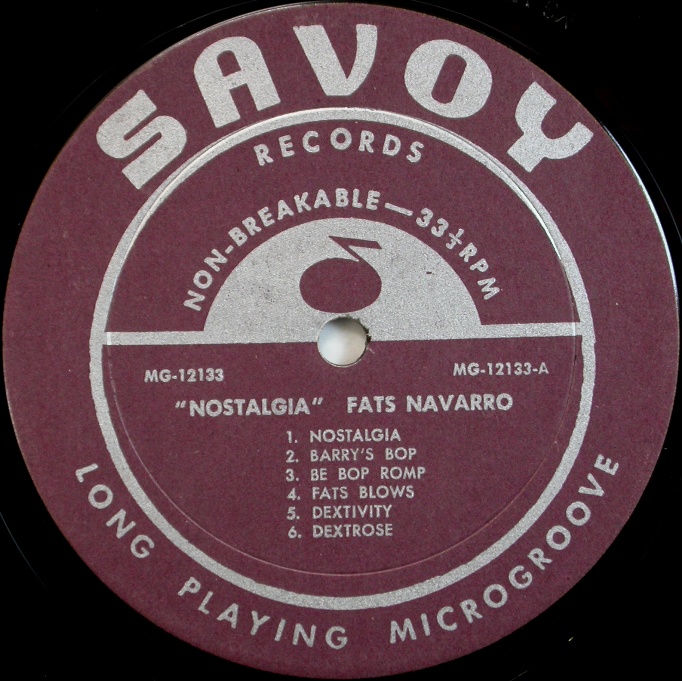 SAVOY
RECORDS
NON-BREAKABLE—33⅓RPM
MG-12133
MG-12133-A
"NOSTALGIA" FATS NAVARRO
1. NOSTALGIA
2. BARRY'S BOP
3. BE BOP ROMP
4. FATS BLOWS
5. DEXTIVITY
6. DEXTROSE
LONG PLAYING MICROGROOVE